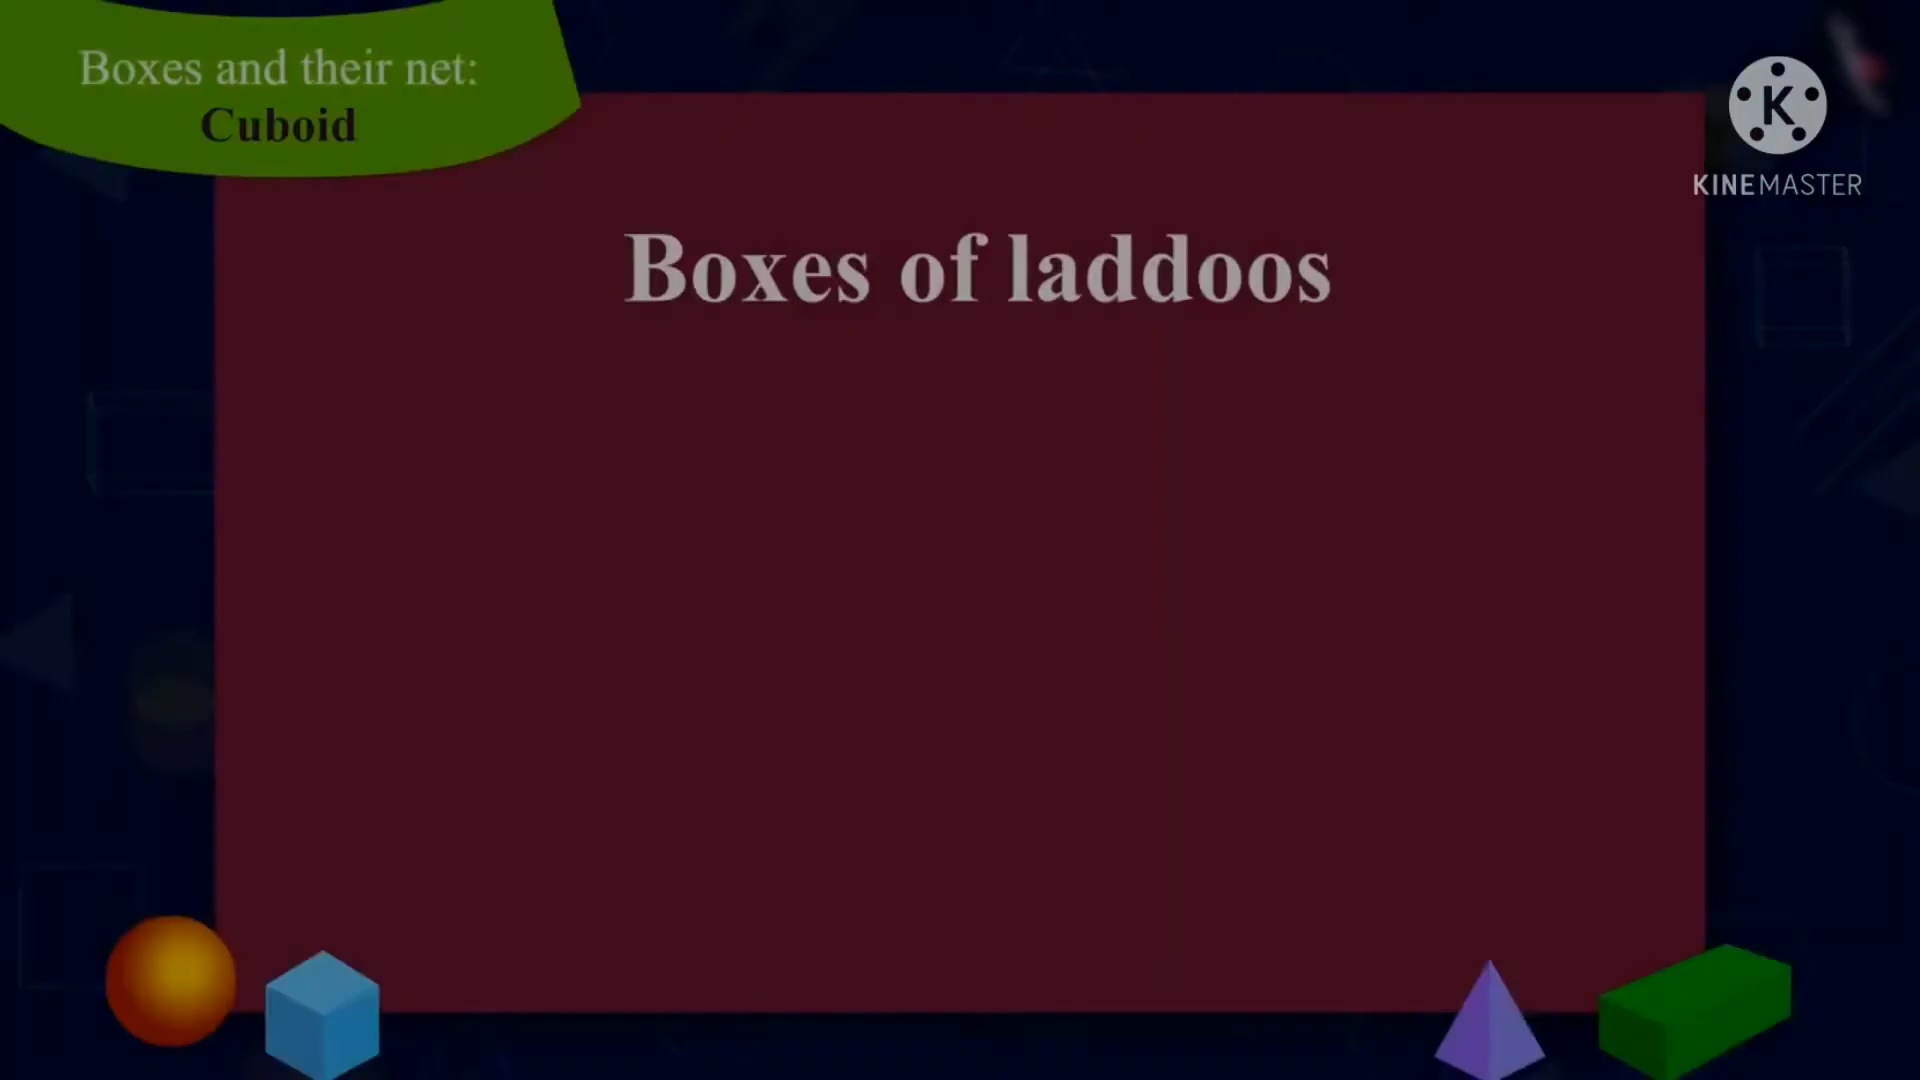 Boxes and their net:
Cuboid
K
KINEMASTER
Boxes of laddoos